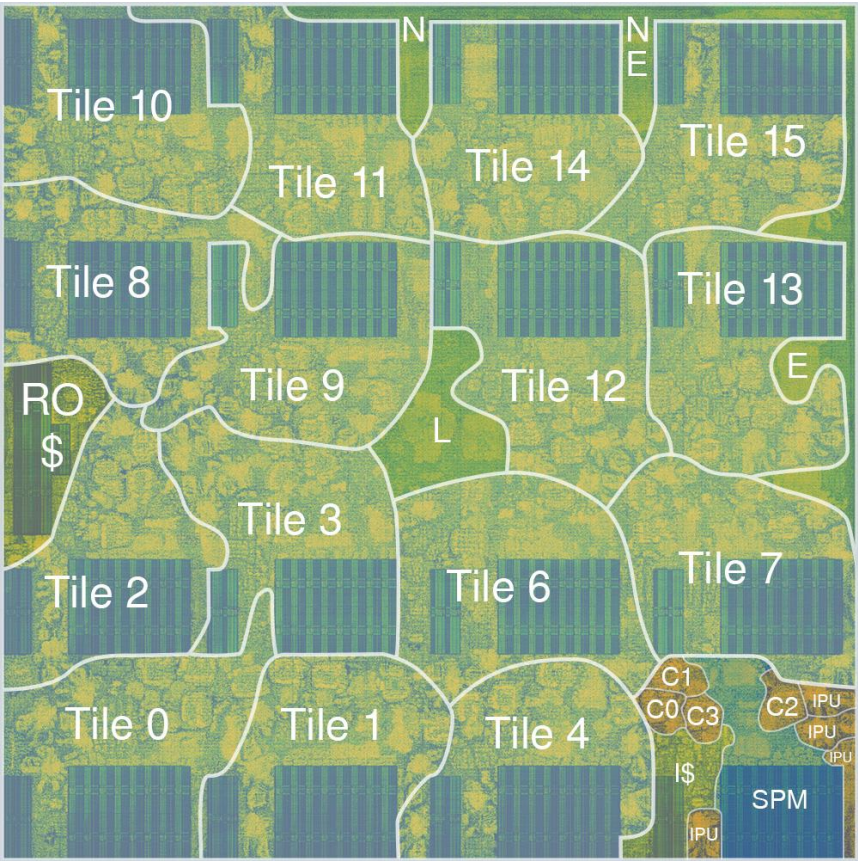 N
N
E
Tile 10
Tile 11
Tile 14
Tile 15
Tile 8
Tile 13
Tile 9
Tile 12
E
RO
$
L
Tile 3
Tile 2
Tile 6
Tile 7
C1
C0
C3
C2
IPU
IPU
IPU
Tile 0
Tile 1
Tile 4
I$
SPM
IPU